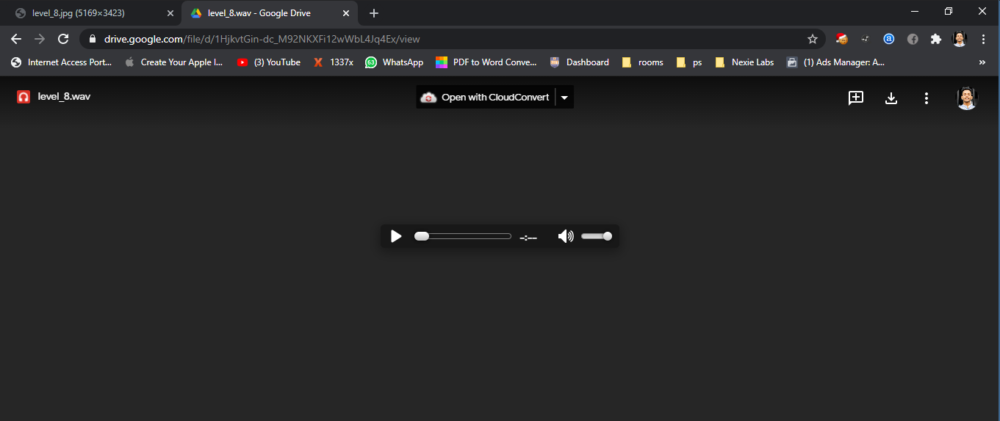 level_8.jpg (5169×3423)
level_8.wav - Google Drive
drive.google.com/file/d/1HjkvtGin-dc_M92NKXFi12wWbL4Jq4Ex/view
Internet Access Port... Create Your Apple I... (3) YouTube 1337x 63 WhatsApp PDF to Word Conve... Dashboard rooms ps Nexie Labs (1) Ads Manager: A... »
level_8.wav Open with CloudConvert
--:--